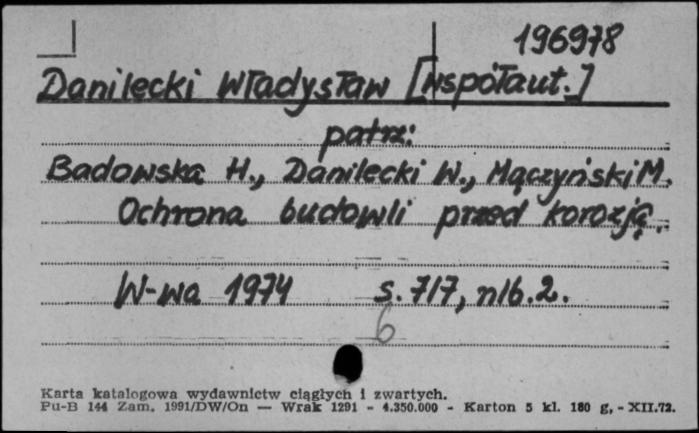 196978
Danilecki Władysław [współaut.]
patrz:
Badowska H., Danilecki W., Mączyński M.
Ochrona budowli przed korozją.
W-wa 1974 s. 717, nlb. 2.
6
Karta katalogowa wydawnictw ciągłych i zwartych.
Pu-B 144 Zam. 1991/DW/On — Wrak 1291 - 4.350.000 - Karton 5 kl. 180 g, - XII.72.